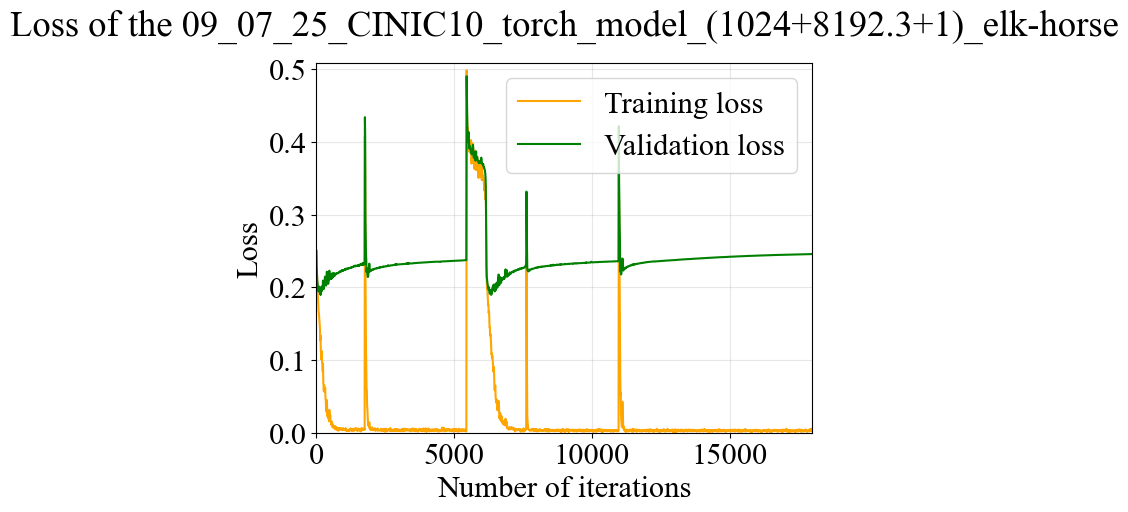 Loss of the 09_07_25_CINIC10_torch_model_(1024+8192.3+1)_elk-horse
0.5
0.4
0.3
0.2
0.1
0.0
Loss
Training loss
Validation loss
0 5000 10000 15000
Number of iterations